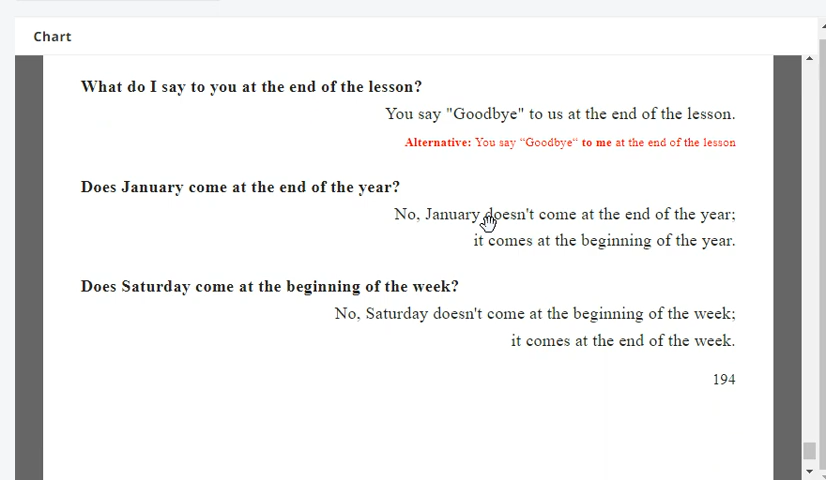 Chart
What do I say to you at the end of the lesson?
You say "Goodbye" to us at the end of the lesson.
Alternative: You say “Goodbye“ to me at the end of the lesson
Does January come at the end of the year?
No, January doesn't come at the end of the year;
it comes at the beginning of the year.
Does Saturday come at the beginning of the week?
No, Saturday doesn't come at the beginning of the week;
it comes at the end of the week.
194